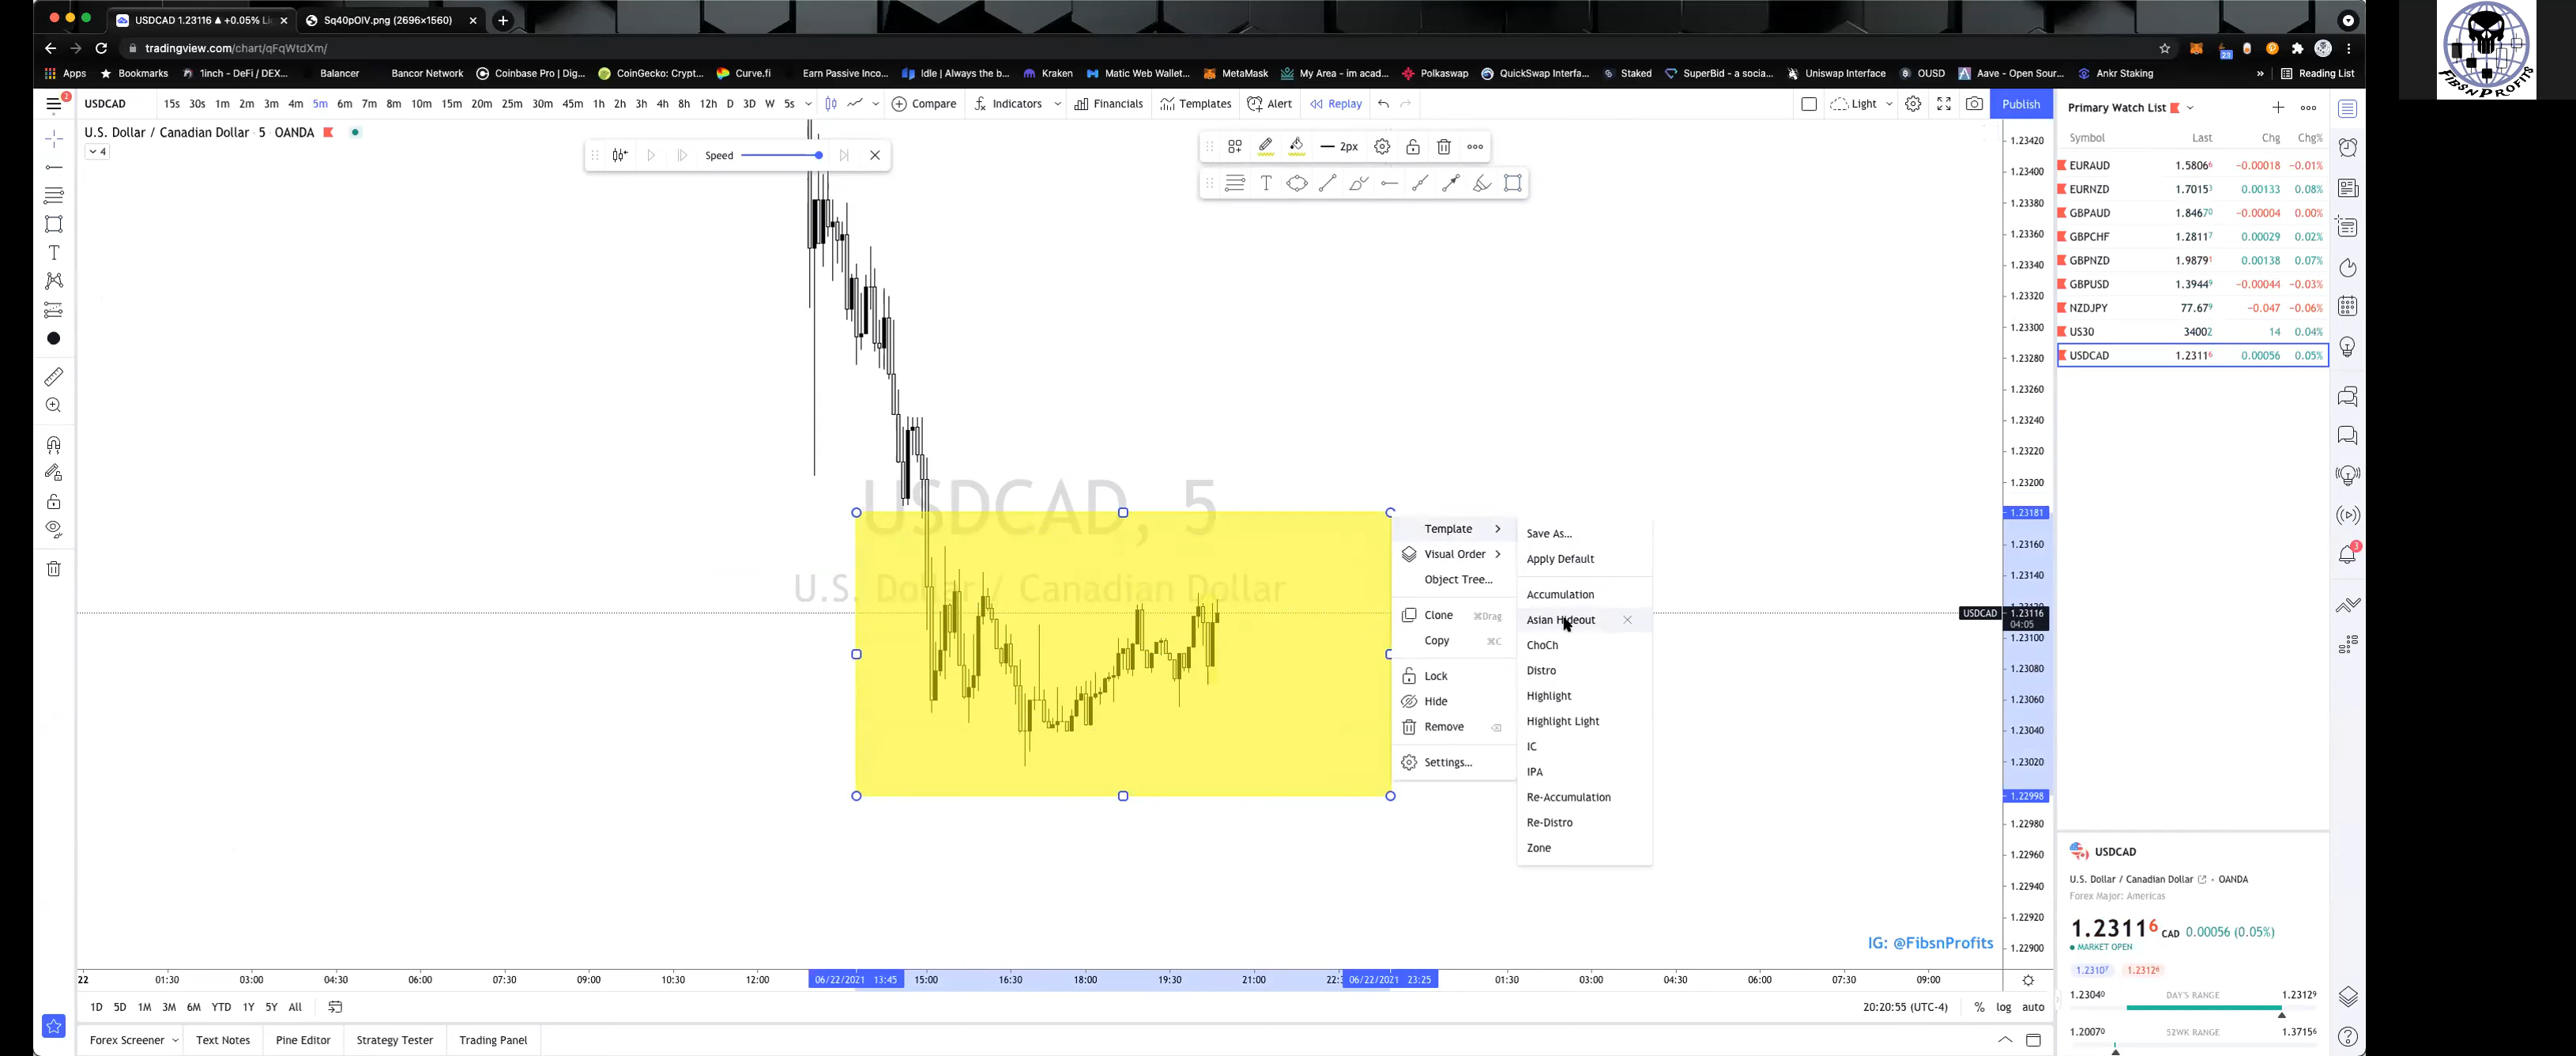 USDCAD 1.23116 ▲ +0.05% Li
Sq40pOIV.png (2696×1560)
tradingview.com/chart/qFqWtdXm/
23
Apps Bookmarks 1inch - DeFi / DEX... Balancer Bancor Network Coinbase Pro | Dig... CoinGecko: Crypt... Curve.fi Earn Passive Inco... Idle | Always the b... Kraken Matic Web Wallet... MetaMask My Area - im acad... Polkaswap QuickSwap Interfa... Staked SuperBid - a socia... Uniswap Interface OUSD Aave - Open Sour... Ankr Staking » Reading List
FIBSNPROFITS
2
USDCAD 15s 30s 1m 2m 3m 4m 5m 6m 7m 8m 10m 15m 20m 25m 30m 45m 1h 2h 3h 4h 8h 12h D 3D W 5s Compare Indicators Financials Templates Alert Replay Light Publish
U.S. Dollar / Canadian Dollar · 5 · OANDA
4
Speed
2px
USDCAD, 5
U.S. Dollar / Canadian Dollar
Template
Visual Order
Object Tree...
Clone ⌘Drag
Copy ⌘C
Lock
Hide
Remove
Settings...
Save As...
Apply Default
Accumulation
Asian Hideout
ChoCh
Distro
Highlight
Highlight Light
IC
IPA
Re-Accumulation
Re-Distro
Zone
1.23420
1.23400
1.23380
1.23360
1.23340
1.23320
1.23300
1.23280
1.23260
1.23240
1.23220
1.23200
1.23181
1.23160
1.23140
USDCAD 1.23116
04:05
1.23100
1.23080
1.23060
1.23040
1.23020
1.22998
1.22980
1.22960
1.22940
1.22920
1.22900
IG: @FibsnProfits
22 01:30 03:00 04:30 06:00 07:30 09:00 10:30 12:00 06/22/2021 13:45 15:00 16:30 18:00 19:30 21:00 22:3 06/22/2021 23:25 01:30 03:00 04:30 06:00 07:30 09:00
1D 5D 1M 3M 6M YTD 1Y 5Y All
20:20:55 (UTC-4) % log auto
Forex Screener Text Notes Pine Editor Strategy Tester Trading Panel
Primary Watch List
Symbol Last Chg Chg%
EURAUD 1.58066 −0.00018 −0.01%
EURNZD 1.70153 0.00133 0.08%
GBPAUD 1.84670 −0.00004 0.00%
GBPCHF 1.28117 0.00029 0.02%
GBPNZD 1.98791 0.00138 0.07%
GBPUSD 1.39449 −0.00044 −0.03%
NZDJPY 77.679 −0.047 −0.06%
US30 34002 14 0.04%
USDCAD 1.23116 0.00056 0.05%
3
USDCAD
U.S. Dollar / Canadian Dollar · OANDA
Forex Major: Americas
1.23116 CAD 0.00056 (0.05%)
MARKET OPEN
1.23107 1.23126
1.23040 DAY'S RANGE 1.23129
1.20070 52WK RANGE 1.37156